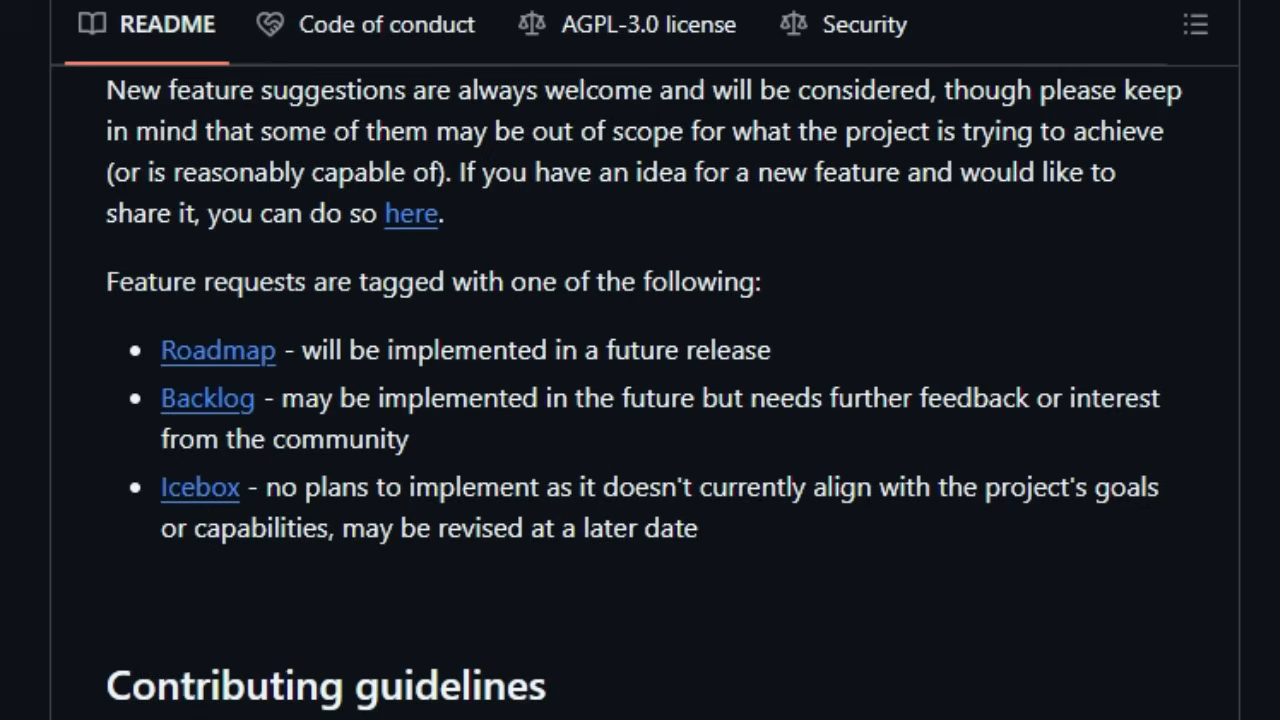 README Code of conduct AGPL-3.0 license Security
New feature suggestions are always welcome and will be considered, though please keep
in mind that some of them may be out of scope for what the project is trying to achieve
(or is reasonably capable of). If you have an idea for a new feature and would like to
share it, you can do so here.
Feature requests are tagged with one of the following:
• Roadmap - will be implemented in a future release
• Backlog - may be implemented in the future but needs further feedback or interest
from the community
• Icebox - no plans to implement as it doesn't currently align with the project's goals
or capabilities, may be revised at a later date
Contributing guidelines